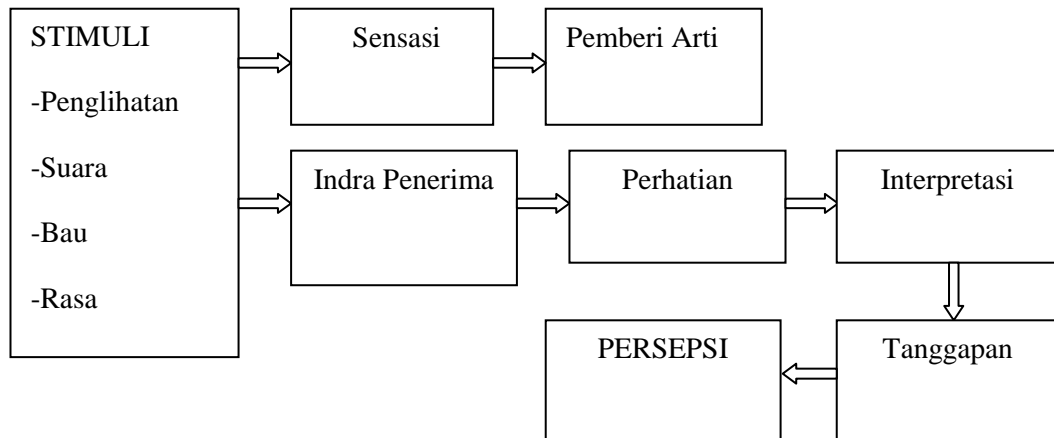 STIMULI
-Penglihatan
-Suara
-Bau
-Rasa
Sensasi
Pemberi Arti
Indra Penerima
Perhatian
Interpretasi
Tanggapan
PERSEPSI